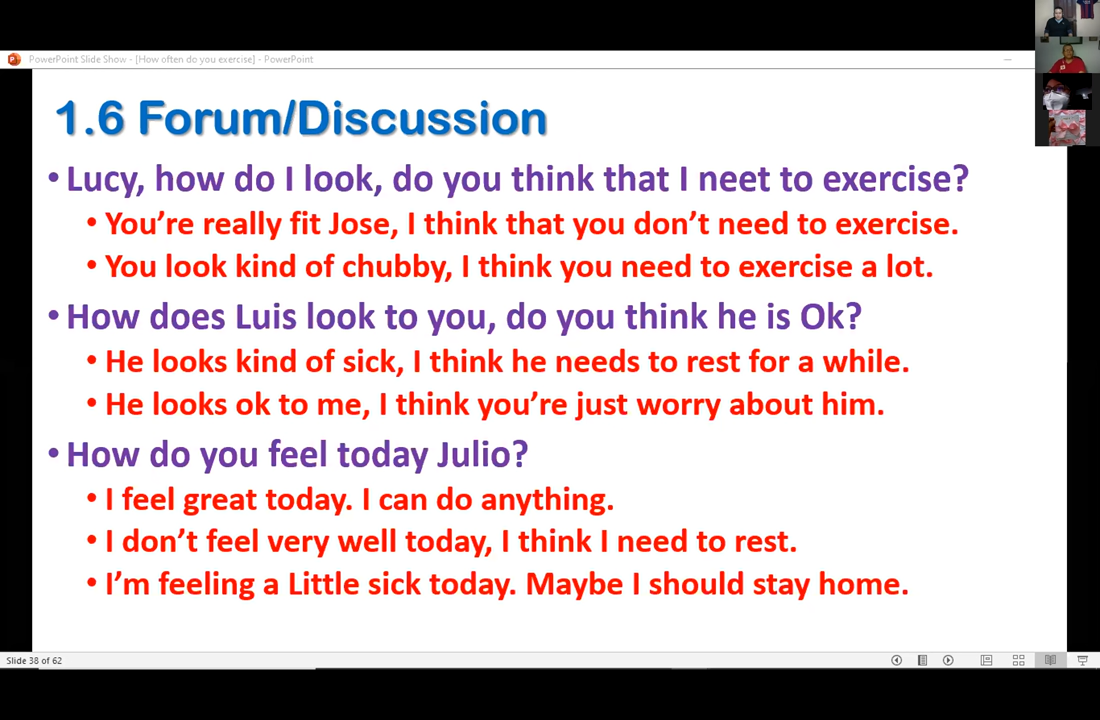 PowerPoint Slide Show - [How often do you exercise] - PowerPoint
1.6 Forum/Discussion
• Lucy, how do I look, do you think that I neet to exercise?
• You're really fit Jose, I think that you don't need to exercise.
• You look kind of chubby, I think you need to exercise a lot.
• How does Luis look to you, do you think he is Ok?
• He looks kind of sick, I think he needs to rest for a while.
• He looks ok to me, I think you're just worry about him.
• How do you feel today Julio?
• I feel great today. I can do anything.
• I don't feel very well today, I think I need to rest.
• I'm feeling a Little sick today. Maybe I should stay home.
Slide 38 of 62